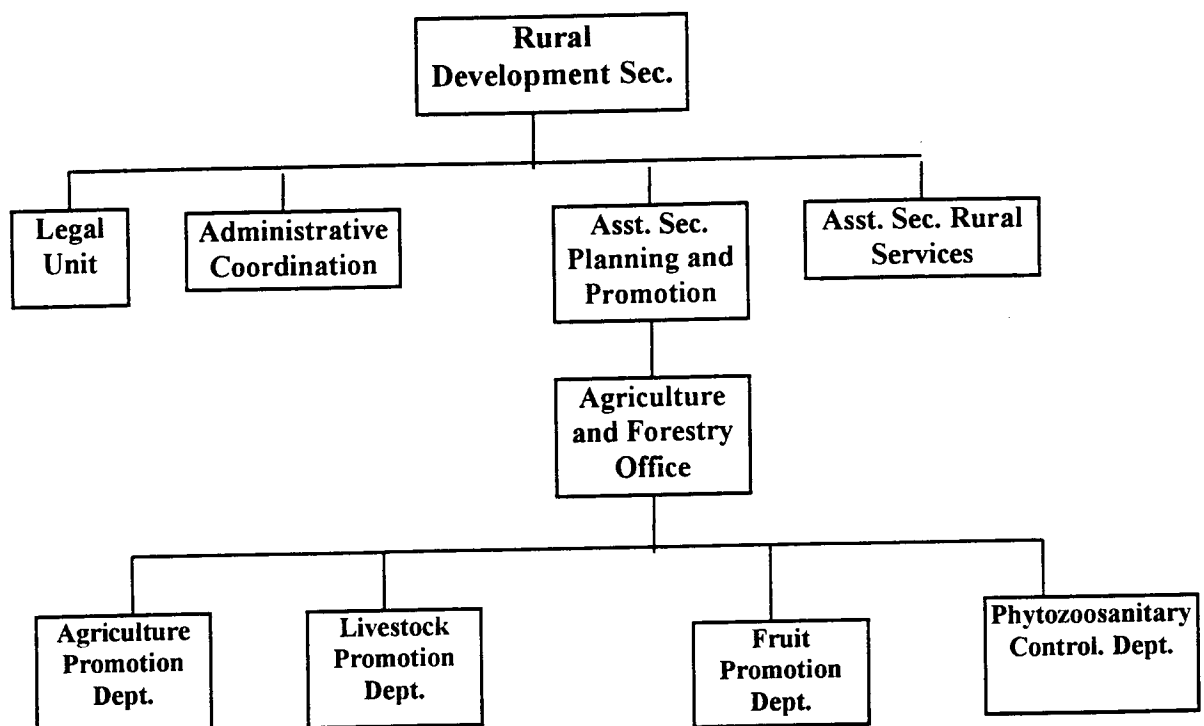 Rural
Development Sec.
Legal
Unit
Administrative
Coordination
Asst. Sec.
Planning and
Promotion
Asst. Sec. Rural
Services
Agriculture
and Forestry
Office
Agriculture
Promotion
Dept.
Livestock
Promotion
Dept.
Fruit
Promotion
Dept.
Phytozoosanitary
Control. Dept.